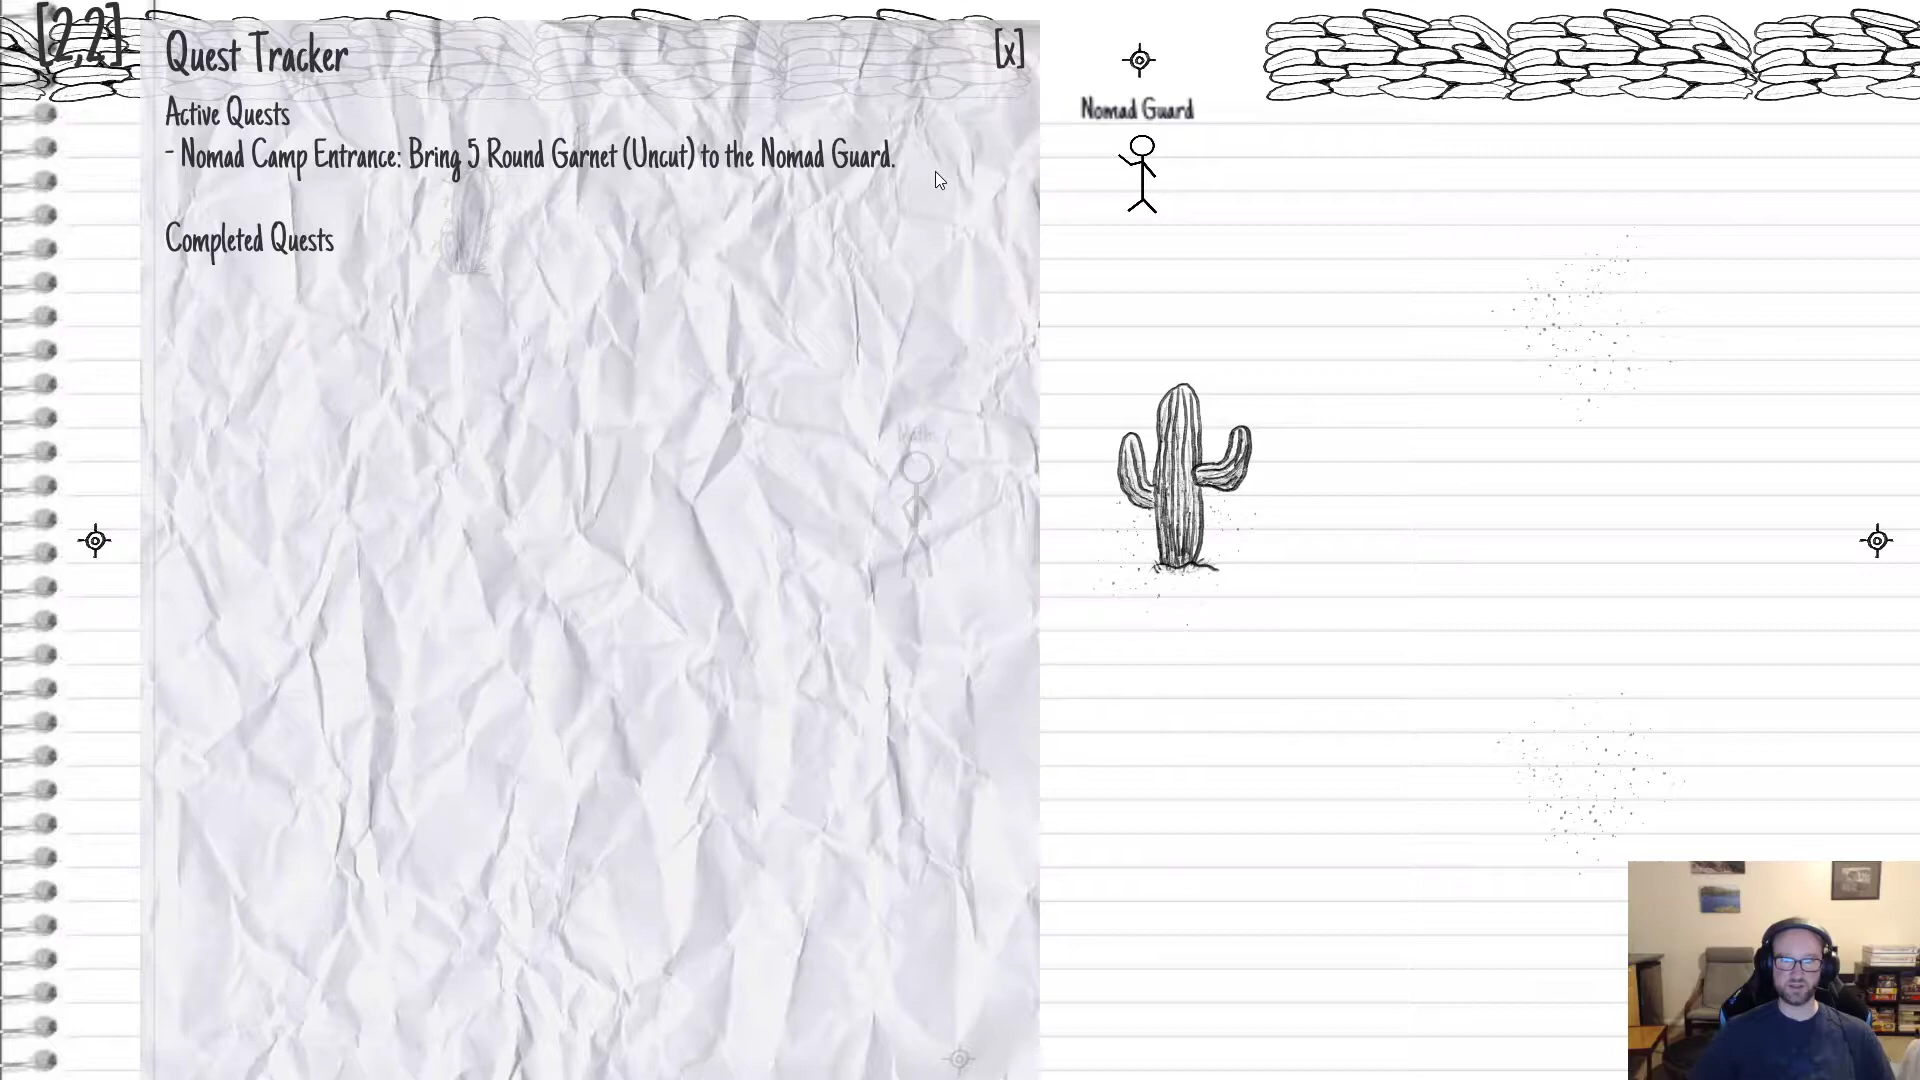 [2,2]
Quest Tracker
[x]
Active Quests
- Nomad Camp Entrance: Bring 5 Round Garnet (Uncut) to the Nomad Guard.
Completed Quests
Nomad Guard